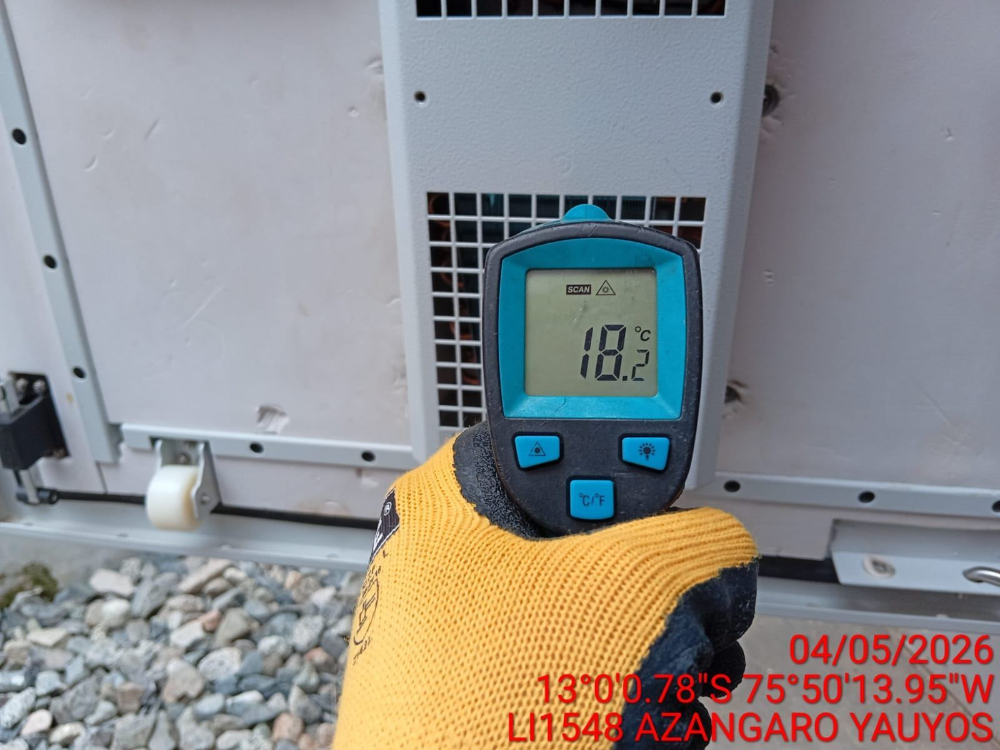 SCAN
°C
18.2
°C/°F
®
L
04/05/2026
13°0'0.78"S 75°50'13.95"W
LI1548 AZANGARO YAUYOS